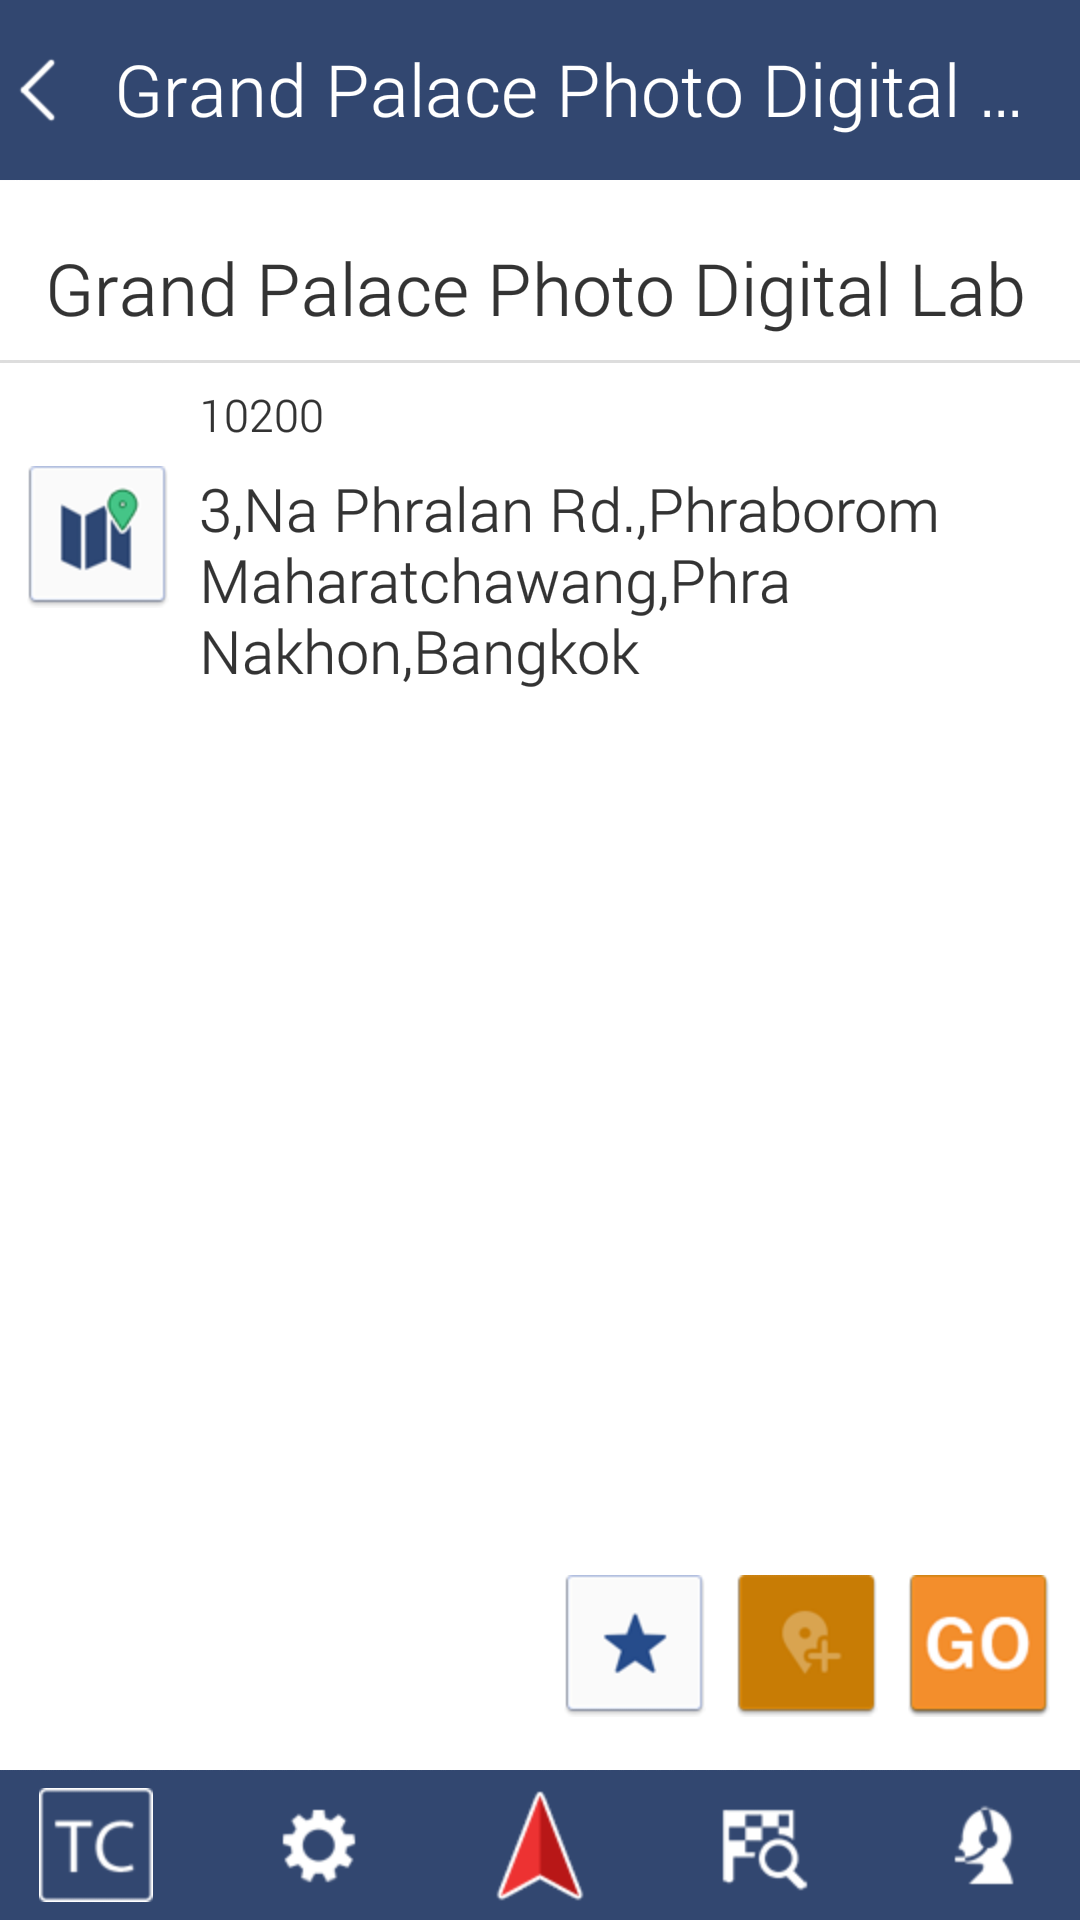 Grand Palace Photo Digital ...
Grand Palace Photo Digital Lab
10200
3,Na Phralan Rd.,Phraborom
Maharatchawang,Phra
Nakhon,Bangkok
GO
TC